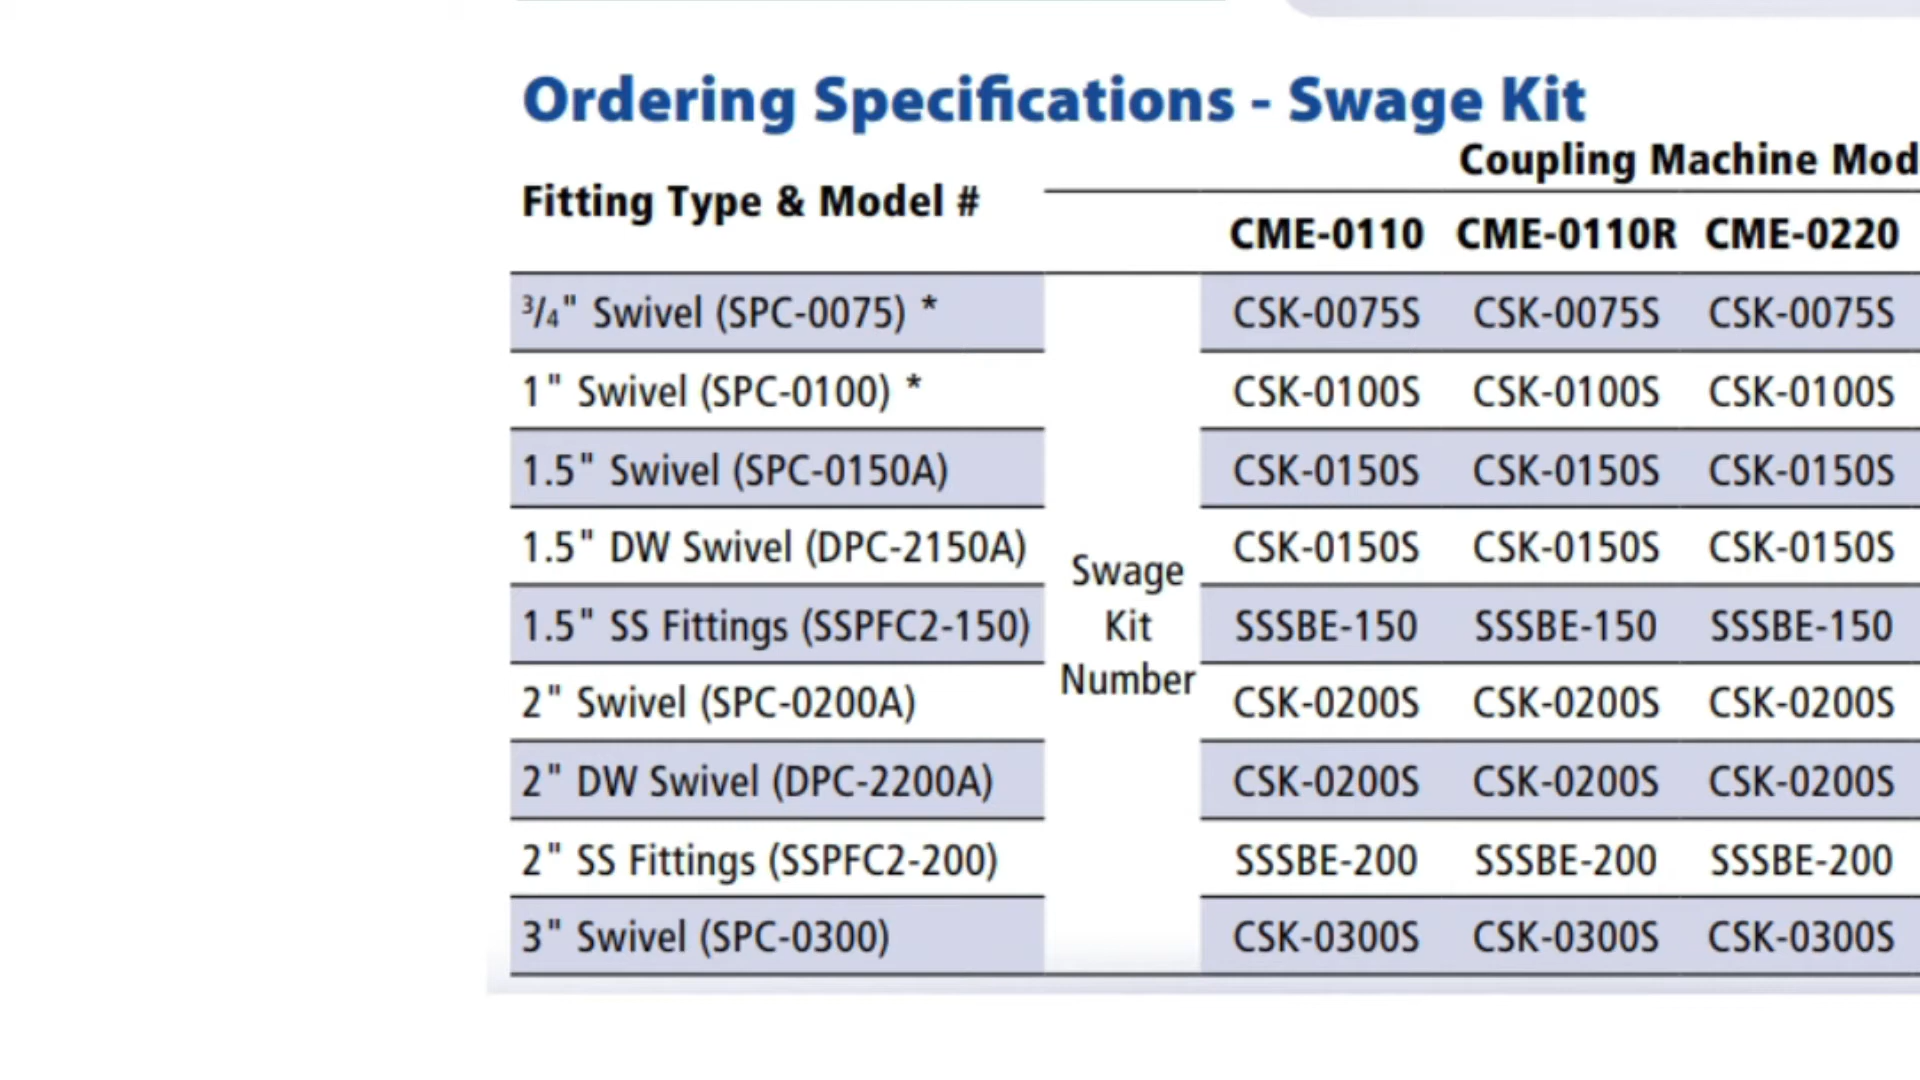 Ordering Specifications - Swage Kit
Coupling Machine Mod
Fitting Type & Model #
CME-0110 CME-0110R CME-0220
3/4" Swivel (SPC-0075) * CSK-0075S CSK-0075S CSK-0075S
1" Swivel (SPC-0100) * CSK-0100S CSK-0100S CSK-0100S
1.5" Swivel (SPC-0150A) CSK-0150S CSK-0150S CSK-0150S
1.5" DW Swivel (DPC-2150A) CSK-0150S CSK-0150S CSK-0150S
Swage
Kit
Number
1.5" SS Fittings (SSPFC2-150) SSSBE-150 SSSBE-150 SSSBE-150
2" Swivel (SPC-0200A) CSK-0200S CSK-0200S CSK-0200S
2" DW Swivel (DPC-2200A) CSK-0200S CSK-0200S CSK-0200S
2" SS Fittings (SSPFC2-200) SSSBE-200 SSSBE-200 SSSBE-200
3" Swivel (SPC-0300) CSK-0300S CSK-0300S CSK-0300S